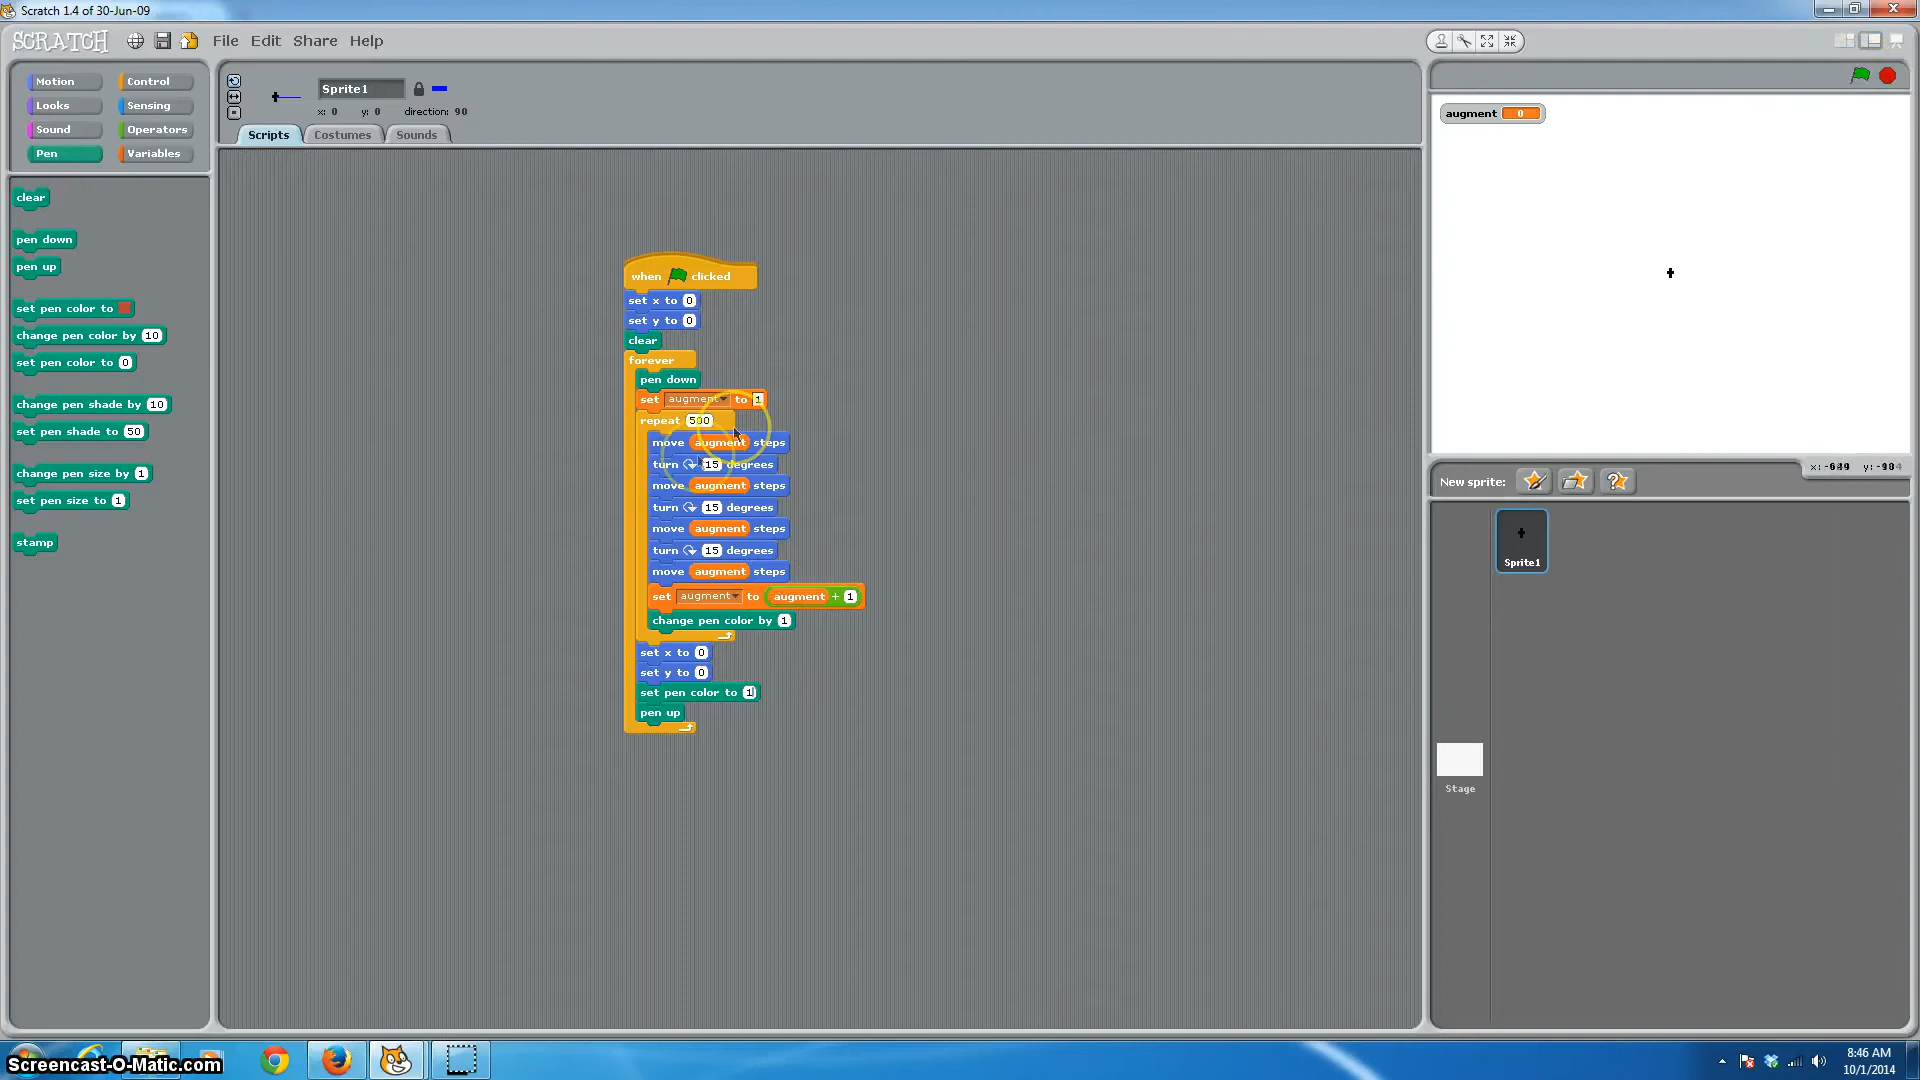 Scratch 1.4 of 30-Jun-09
SCRATCH
File Edit Share Help
Motion Control
Looks Sensing
Sound Operators
Pen Variables
clear
pen down
pen up
set pen color to
change pen color by 10
set pen color to 0
change pen shade by 10
set pen shade to 50
change pen size by 1
set pen size to 1
stamp
Sprite1
x: 0 y: 0 direction: 90
Scripts Costumes Sounds
when clicked
set x to 0
set y to 0
clear
forever
pen down
set augment to 1
repeat 500
move augment steps
turn 15 degrees
move augment steps
turn 15 degrees
move augment steps
turn 15 degrees
move augment steps
set augment to augment + 1
change pen color by 1
set x to 0
set y to 0
set pen color to 1
pen up
augment 0
New sprite:
Sprite1
Stage
Screencast-O-Matic.com
8:46 AM
10/1/2014